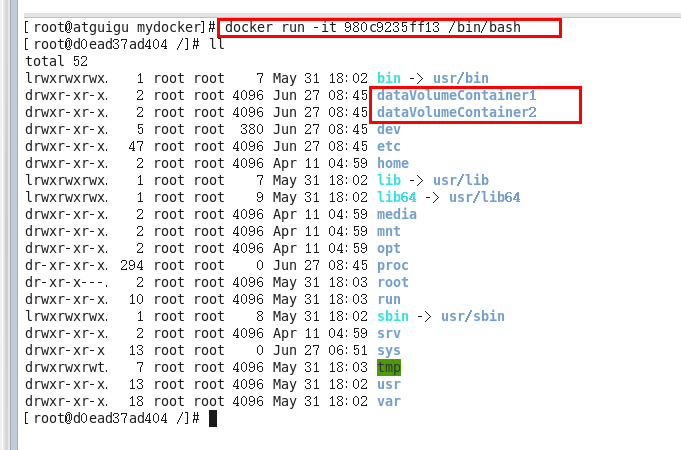 [root@atguigu mydocker]# docker run -it 980c9235ff13 /bin/bash
[root@d0ead37ad404 /]# ll
total 52
lrwxrwxrwx.   1 root root    7 May 31 18:02 bin -> usr/bin
drwxr-xr-x.   2 root root 4096 Jun 27 08:45 dataVolumeContainer1
drwxr-xr-x.   2 root root 4096 Jun 27 08:45 dataVolumeContainer2
drwxr-xr-x.   5 root root  380 Jun 27 08:45 dev
drwxr-xr-x.  47 root root 4096 Jun 27 08:45 etc
drwxr-xr-x.   2 root root 4096 Apr 11 04:59 home
lrwxrwxrwx.   1 root root    7 May 31 18:02 lib -> usr/lib
lrwxrwxrwx.   1 root root    9 May 31 18:02 lib64 -> usr/lib64
drwxr-xr-x.   2 root root 4096 Apr 11 04:59 media
drwxr-xr-x.   2 root root 4096 Apr 11 04:59 mnt
drwxr-xr-x.   2 root root 4096 Apr 11 04:59 opt
dr-xr-xr-x. 294 root root    0 Jun 27 08:45 proc
dr-xr-x---.   2 root root 4096 May 31 18:03 root
drwxr-xr-x.  10 root root 4096 May 31 18:03 run
lrwxrwxrwx.   1 root root    8 May 31 18:02 sbin -> usr/sbin
drwxr-xr-x.   2 root root 4096 Apr 11 04:59 srv
drwxr-xr-x   13 root root    0 Jun 27 06:51 sys
drwxrwxrwt.   7 root root 4096 May 31 18:03 tmp
drwxr-xr-x.  13 root root 4096 May 31 18:02 usr
drwxr-xr-x.  18 root root 4096 May 31 18:02 var
[root@d0ead37ad404 /]#